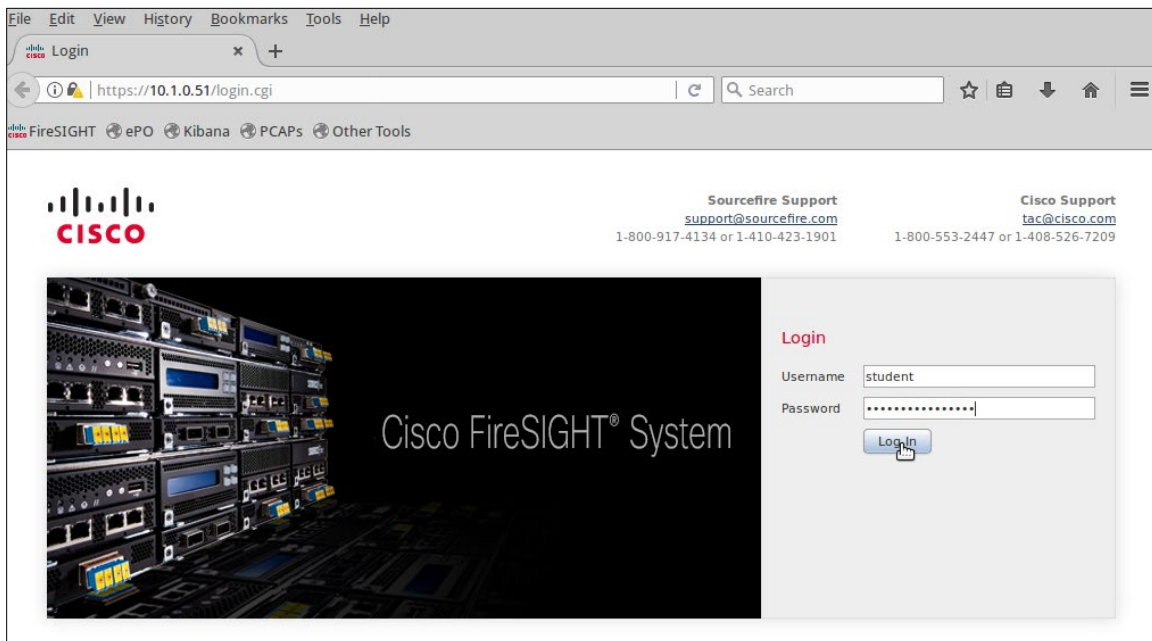 File Edit View History Bookmarks Tools Help
Login
https://10.1.0.51/login.cgi
Search
FireSIGHT ePO Kibana PCAPs Other Tools
CISCO
Sourcefire Support
support@sourcefire.com
1-800-917-4134 or 1-410-423-1901
Cisco Support
tac@cisco.com
1-800-553-2447 or 1-408-526-7209
Cisco FireSIGHT® System
Login
Username student
Password ••••••••••••••••
Log In